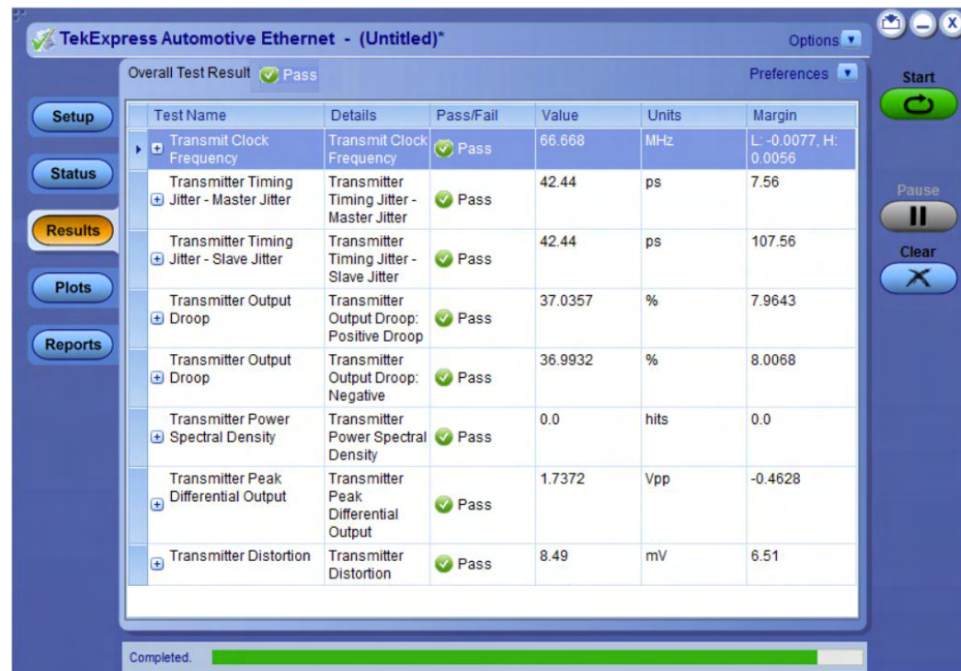 TekExpress Automotive Ethernet - (Untitled)*
Options
X
Overall Test Result Pass
Preferences
Start
Setup
Status
Results
Plots
Reports
Pause
Clear
Test Name Details Pass/Fail Value Units Margin
Transmit Clock Transmit Clock Pass 66.668 MHz L: -0.0077, H:
Frequency Frequency 0.0056
Transmitter Timing Transmitter 42.44 ps 7.56
Jitter - Master Jitter Timing Jitter - Pass
Master Jitter
Transmitter Timing Transmitter 42.44 ps 107.56
Jitter - Slave Jitter Timing Jitter - Pass
Slave Jitter
Transmitter Output Transmitter 37.0357 % 7.9643
Droop Output Droop: Pass
Positive Droop
Transmitter Output Transmitter 36.9932 % 8.0068
Droop Output Droop: Pass
Negative
Transmitter Power Transmitter 0.0 hits 0.0
Spectral Density Power Spectral Pass
Density
Transmitter Peak Transmitter 1.7372 Vpp -0.4628
Differential Output Peak
Differential Pass
Output
Transmitter Distortion Transmitter 8.49 mV 6.51
Distortion Pass
Completed.